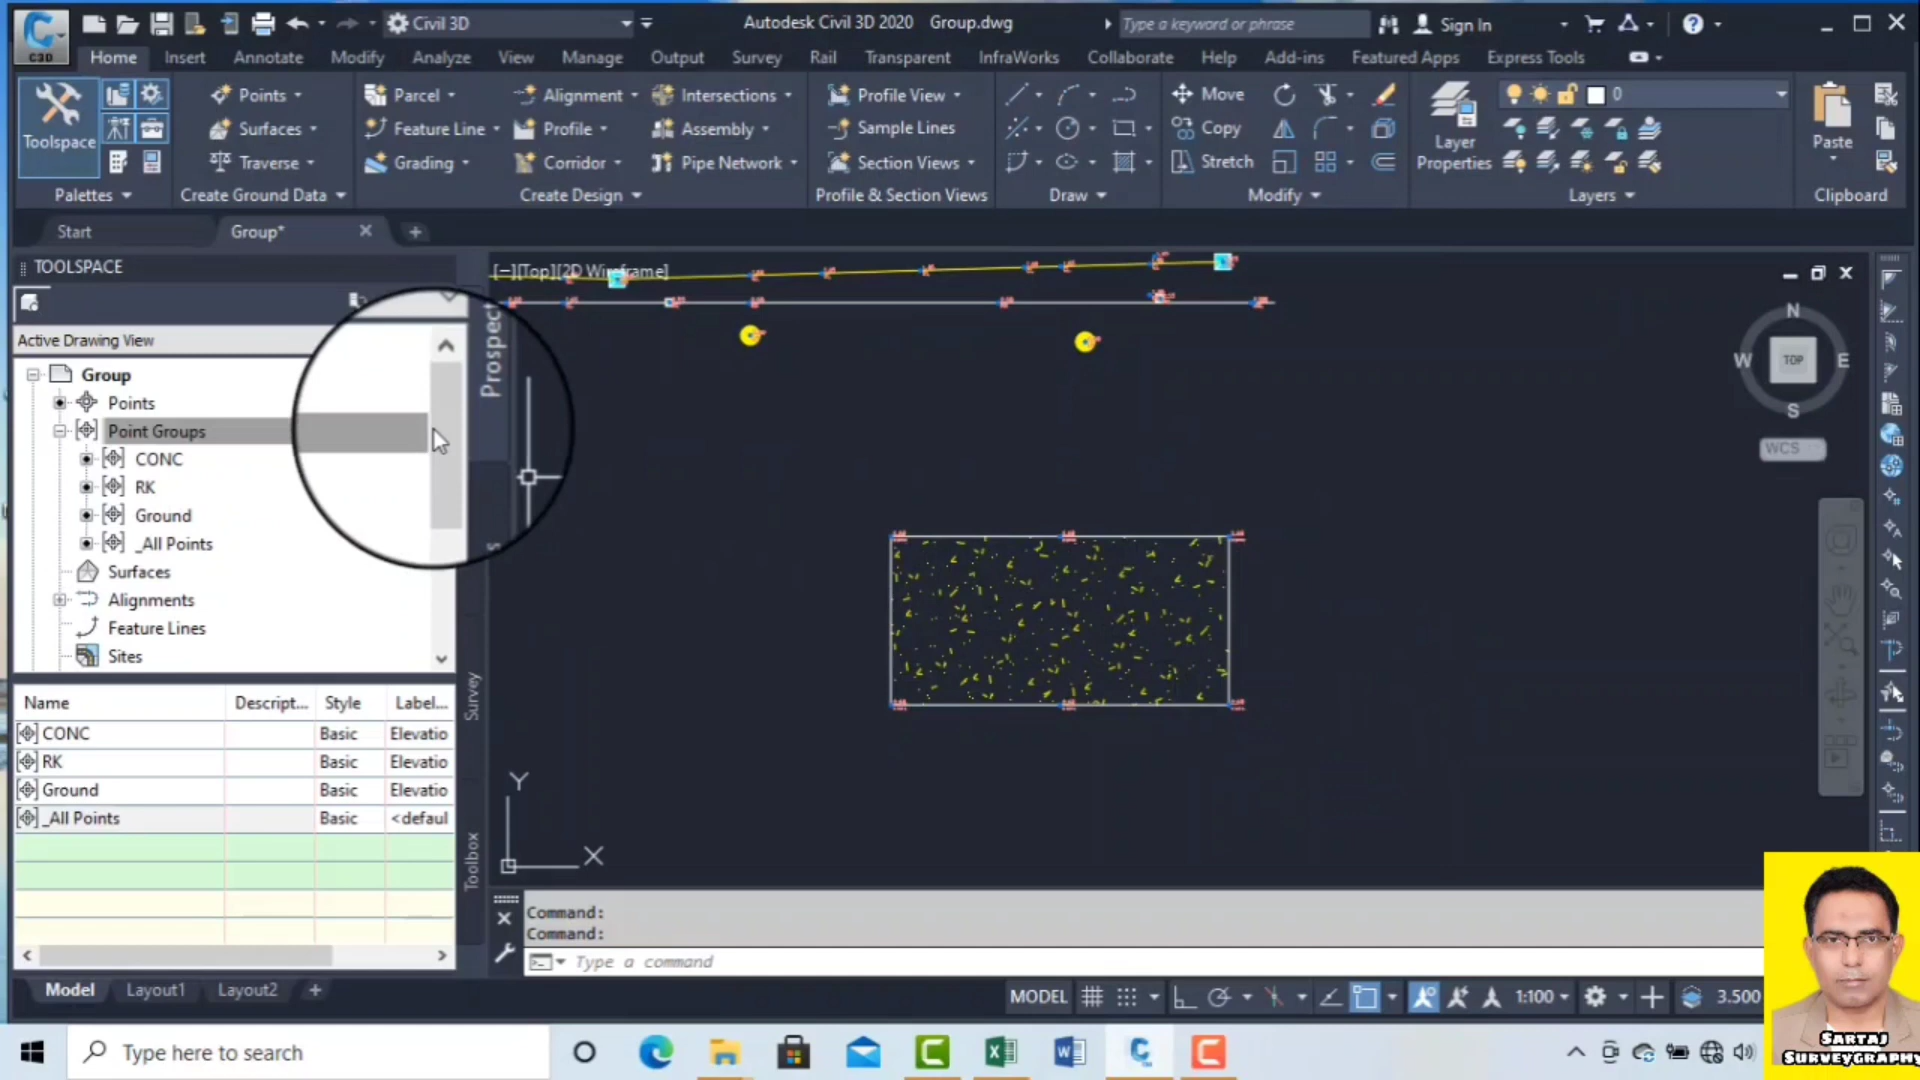 C3D
Civil 3D
Autodesk Civil 3D 2020 Group.dwg
Type a keyword or phrase
Sign In
Home Insert Annotate Modify Analyze View Manage Output Survey Rail Transparent InfraWorks Collaborate Help Add-ins Featured Apps Express Tools
Points Parcel Alignment Intersections Profile View Move 0
Toolspace Surfaces Feature Line Profile Assembly Sample Lines Copy Layer Properties Paste
Traverse Grading Corridor Pipe Network Section Views Stretch
Palettes Create Ground Data Create Design Profile & Section Views Draw Modify Layers Clipboard
Start Group*
TOOLSPACE
[−][Top][2D Wireframe]
Active Drawing View
Group
Points
Point Groups
CONC
RK
Ground
_All Points
Surfaces
Alignments
Feature Lines
Sites
Prospect
Survey
Toolbox
N
W TOP E
S
WCS
Name Descript... Style Label...
CONC Basic Elevatio
RK Basic Elevatio
Ground Basic Elevatio
_All Points Basic <defaul
Y
X
Command:
Command:
Type a command
Model Layout1 Layout2
MODEL 1:100 3.500
Type here to search
SARTAJ
SURVEYGRAPHY